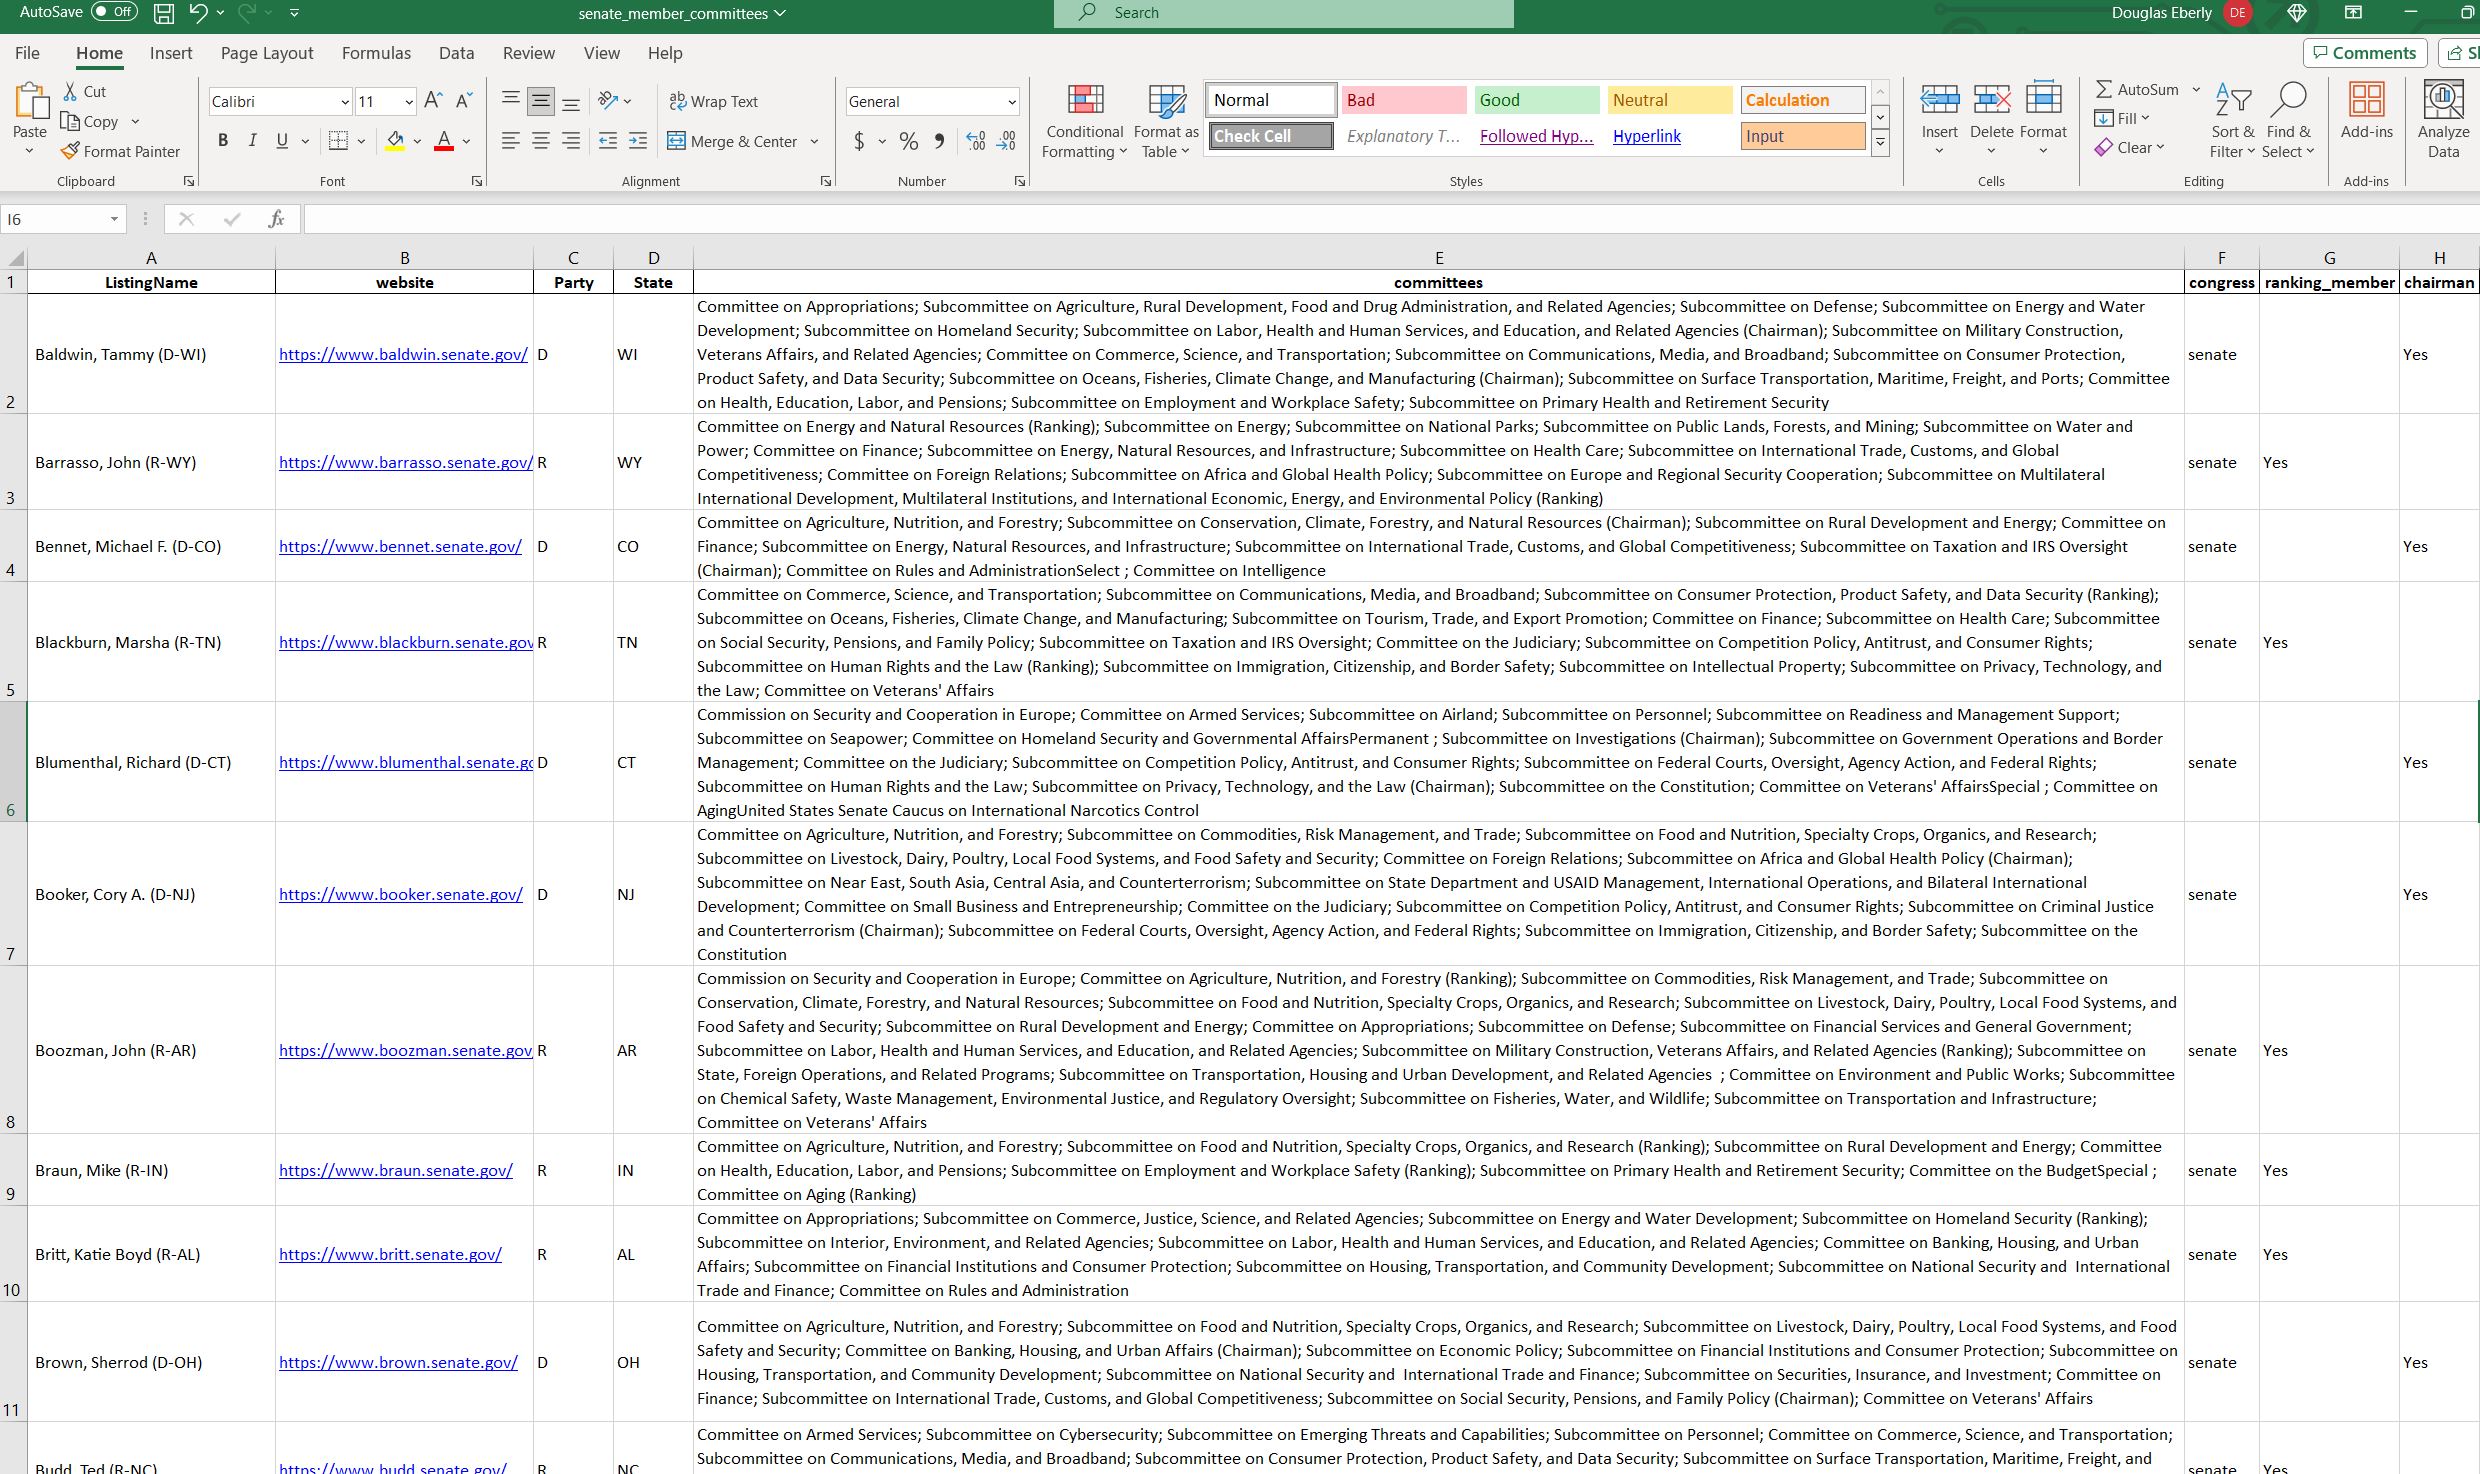 AutoSave Off senate_member_committees Search Douglas Eberly DE
File Home Insert Page Layout Formulas Data Review View Help Comments
Paste Cut Calibri 11 Wrap Text General Conditional Formatting Format as Table Normal Bad Good Neutral Calculation Insert Delete Format AutoSum Sort & Filter Find & Select Add-ins Analyze Data
Copy B I U A Merge & Center $ % Check Cell Explanatory T... Followed Hyp... Hyperlink Input Fill
Format Painter Clear
Clipboard Font Alignment Number Styles Cells Editing Add-ins
I6 fx
A B C D E F G H
1 ListingName website Party State committees congress ranking_member chairman
2 Baldwin, Tammy (D-WI) https://www.baldwin.senate.gov/ D WI
Committee on Appropriations; Subcommittee on Agriculture, Rural Development, Food and Drug Administration, and Related Agencies; Subcommittee on Defense; Subcommittee on Energy and Water
Development; Subcommittee on Homeland Security; Subcommittee on Labor, Health and Human Services, and Education, and Related Agencies (Chairman); Subcommittee on Military Construction,
Veterans Affairs, and Related Agencies; Committee on Commerce, Science, and Transportation; Subcommittee on Communications, Media, and Broadband; Subcommittee on Consumer Protection,
Product Safety, and Data Security; Subcommittee on Oceans, Fisheries, Climate Change, and Manufacturing (Chairman); Subcommittee on Surface Transportation, Maritime, Freight, and Ports; Committee
on Health, Education, Labor, and Pensions; Subcommittee on Employment and Workplace Safety; Subcommittee on Primary Health and Retirement Security
senate Yes
3 Barrasso, John (R-WY) https://www.barrasso.senate.gov/ R WY
Committee on Energy and Natural Resources (Ranking); Subcommittee on Energy; Subcommittee on National Parks; Subcommittee on Public Lands, Forests, and Mining; Subcommittee on Water and
Power; Committee on Finance; Subcommittee on Energy, Natural Resources, and Infrastructure; Subcommittee on Health Care; Subcommittee on International Trade, Customs, and Global
Competitiveness; Committee on Foreign Relations; Subcommittee on Africa and Global Health Policy; Subcommittee on Europe and Regional Security Cooperation; Subcommittee on Multilateral
International Development, Multilateral Institutions, and International Economic, Energy, and Environmental Policy (Ranking)
senate Yes
4 Bennet, Michael F. (D-CO) https://www.bennet.senate.gov/ D CO
Committee on Agriculture, Nutrition, and Forestry; Subcommittee on Conservation, Climate, Forestry, and Natural Resources (Chairman); Subcommittee on Rural Development and Energy; Committee on
Finance; Subcommittee on Energy, Natural Resources, and Infrastructure; Subcommittee on International Trade, Customs, and Global Competitiveness; Subcommittee on Taxation and IRS Oversight
(Chairman); Committee on Rules and AdministrationSelect ; Committee on Intelligence
senate Yes
5 Blackburn, Marsha (R-TN) https://www.blackburn.senate.gov R TN
Committee on Commerce, Science, and Transportation; Subcommittee on Communications, Media, and Broadband; Subcommittee on Consumer Protection, Product Safety, and Data Security (Ranking);
Subcommittee on Oceans, Fisheries, Climate Change, and Manufacturing; Subcommittee on Tourism, Trade, and Export Promotion; Committee on Finance; Subcommittee on Health Care; Subcommittee
on Social Security, Pensions, and Family Policy; Subcommittee on Taxation and IRS Oversight; Committee on the Judiciary; Subcommittee on Competition Policy, Antitrust, and Consumer Rights;
Subcommittee on Human Rights and the Law (Ranking); Subcommittee on Immigration, Citizenship, and Border Safety; Subcommittee on Intellectual Property; Subcommittee on Privacy, Technology, and
the Law; Committee on Veterans' Affairs
senate Yes
6 Blumenthal, Richard (D-CT) https://www.blumenthal.senate.gc D CT
Commission on Security and Cooperation in Europe; Committee on Armed Services; Subcommittee on Airland; Subcommittee on Personnel; Subcommittee on Readiness and Management Support;
Subcommittee on Seapower; Committee on Homeland Security and Governmental AffairsPermanent ; Subcommittee on Investigations (Chairman); Subcommittee on Government Operations and Border
Management; Committee on the Judiciary; Subcommittee on Competition Policy, Antitrust, and Consumer Rights; Subcommittee on Federal Courts, Oversight, Agency Action, and Federal Rights;
Subcommittee on Human Rights and the Law; Subcommittee on Privacy, Technology, and the Law (Chairman); Subcommittee on the Constitution; Committee on Veterans' AffairsSpecial ; Committee on
AgingUnited States Senate Caucus on International Narcotics Control
senate Yes
7 Booker, Cory A. (D-NJ) https://www.booker.senate.gov/ D NJ
Committee on Agriculture, Nutrition, and Forestry; Subcommittee on Commodities, Risk Management, and Trade; Subcommittee on Food and Nutrition, Specialty Crops, Organics, and Research;
Subcommittee on Livestock, Dairy, Poultry, Local Food Systems, and Food Safety and Security; Committee on Foreign Relations; Subcommittee on Africa and Global Health Policy (Chairman);
Subcommittee on Near East, South Asia, Central Asia, and Counterterrorism; Subcommittee on State Department and USAID Management, International Operations, and Bilateral International
Development; Committee on Small Business and Entrepreneurship; Committee on the Judiciary; Subcommittee on Competition Policy, Antitrust, and Consumer Rights; Subcommittee on Criminal Justice
and Counterterrorism (Chairman); Subcommittee on Federal Courts, Oversight, Agency Action, and Federal Rights; Subcommittee on Immigration, Citizenship, and Border Safety; Subcommittee on the
Constitution
senate Yes
8 Boozman, John (R-AR) https://www.boozman.senate.gov R AR
Commission on Security and Cooperation in Europe; Committee on Agriculture, Nutrition, and Forestry (Ranking); Subcommittee on Commodities, Risk Management, and Trade; Subcommittee on
Conservation, Climate, Forestry, and Natural Resources; Subcommittee on Food and Nutrition, Specialty Crops, Organics, and Research; Subcommittee on Livestock, Dairy, Poultry, Local Food Systems, and
Food Safety and Security; Subcommittee on Rural Development and Energy; Committee on Appropriations; Subcommittee on Defense; Subcommittee on Financial Services and General Government;
Subcommittee on Labor, Health and Human Services, and Education, and Related Agencies; Subcommittee on Military Construction, Veterans Affairs, and Related Agencies (Ranking); Subcommittee on
State, Foreign Operations, and Related Programs; Subcommittee on Transportation, Housing and Urban Development, and Related Agencies ; Committee on Environment and Public Works; Subcommittee
on Chemical Safety, Waste Management, Environmental Justice, and Regulatory Oversight; Subcommittee on Fisheries, Water, and Wildlife; Subcommittee on Transportation and Infrastructure;
Committee on Veterans' Affairs
senate Yes
9 Braun, Mike (R-IN) https://www.braun.senate.gov/ R IN
Committee on Agriculture, Nutrition, and Forestry; Subcommittee on Food and Nutrition, Specialty Crops, Organics, and Research (Ranking); Subcommittee on Rural Development and Energy; Committee
on Health, Education, Labor, and Pensions; Subcommittee on Employment and Workplace Safety (Ranking); Subcommittee on Primary Health and Retirement Security; Committee on the BudgetSpecial ;
Committee on Aging (Ranking)
senate Yes
10 Britt, Katie Boyd (R-AL) https://www.britt.senate.gov/ R AL
Committee on Appropriations; Subcommittee on Commerce, Justice, Science, and Related Agencies; Subcommittee on Energy and Water Development; Subcommittee on Homeland Security (Ranking);
Subcommittee on Interior, Environment, and Related Agencies; Subcommittee on Labor, Health and Human Services, and Education, and Related Agencies; Committee on Banking, Housing, and Urban
Affairs; Subcommittee on Financial Institutions and Consumer Protection; Subcommittee on Housing, Transportation, and Community Development; Subcommittee on National Security and International
Trade and Finance; Committee on Rules and Administration
senate Yes
11 Brown, Sherrod (D-OH) https://www.brown.senate.gov/ D OH
Committee on Agriculture, Nutrition, and Forestry; Subcommittee on Food and Nutrition, Specialty Crops, Organics, and Research; Subcommittee on Livestock, Dairy, Poultry, Local Food Systems, and Food
Safety and Security; Committee on Banking, Housing, and Urban Affairs (Chairman); Subcommittee on Economic Policy; Subcommittee on Financial Institutions and Consumer Protection; Subcommittee on
Housing, Transportation, and Community Development; Subcommittee on National Security and International Trade and Finance; Subcommittee on Securities, Insurance, and Investment; Committee on
Finance; Subcommittee on International Trade, Customs, and Global Competitiveness; Subcommittee on Social Security, Pensions, and Family Policy (Chairman); Committee on Veterans' Affairs
senate Yes
Budd, Ted (R-NC) https://www.budd.senate.gov/ R NC
Committee on Armed Services; Subcommittee on Cybersecurity; Subcommittee on Emerging Threats and Capabilities; Subcommittee on Personnel; Committee on Commerce, Science, and Transportation;
Subcommittee on Communications, Media, and Broadband; Subcommittee on Consumer Protection, Product Safety, and Data Security; Subcommittee on Surface Transportation, Maritime, Freight, and
senate Yes